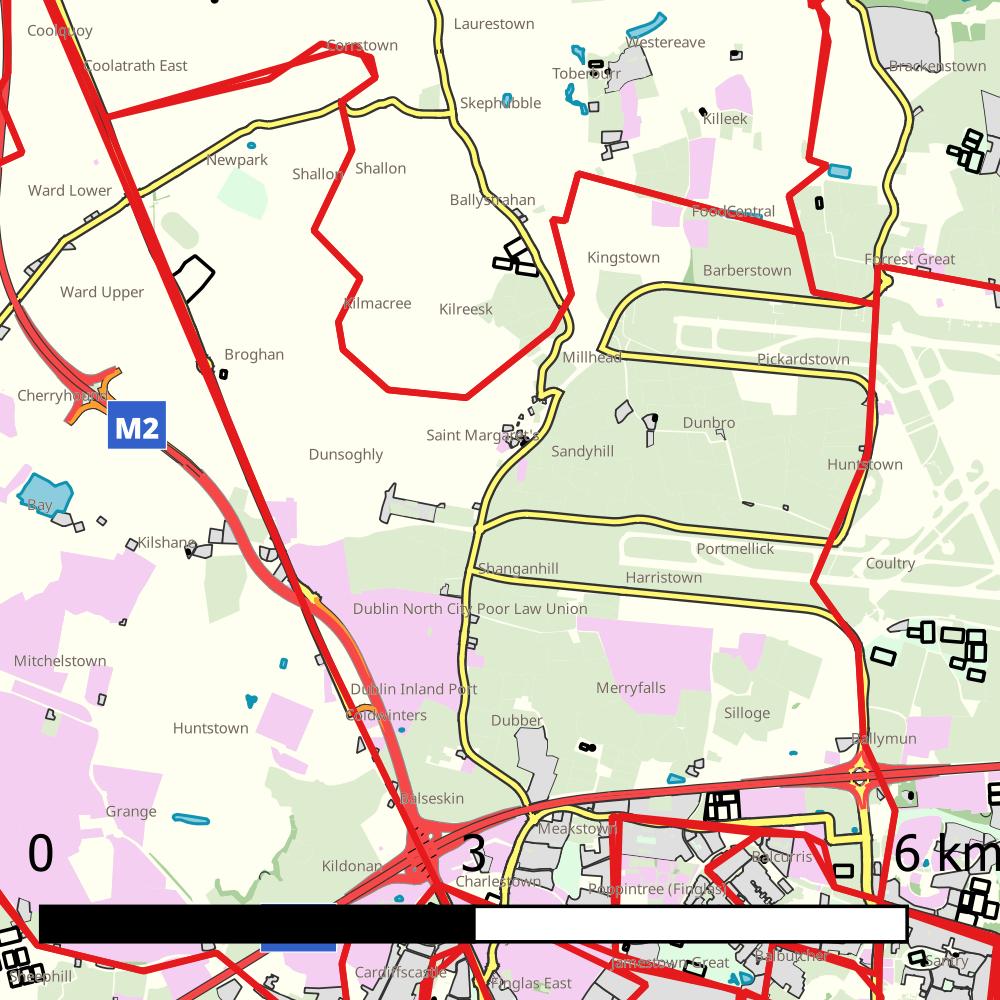 Laurestown
Coolquoy
Corrstown
Westereave
Coolatrath East
Brackenstown
Toberburr
Skephubble
Killeek
Newpark
Shallon
Shallon
Ward Lower
Ballystrahan
FoodCentral
Kingstown
Forrest Great
Barberstown
Ward Upper
Kilmacree
Kilreesk
Broghan
Millhead
Pickardstown
Cherryhound
M2
Dunbro
Saint Margaret's
Sandyhill
Dunsoghly
Huntstown
Bay
Kilshane
Portmellick
Coultry
Shanganhill
Harristown
Dublin North City Poor Law Union
Mitchelstown
Dublin Inland Port
Merryfalls
Coldwinters
Silloge
Dubber
Huntstown
Ballymun
Balseskin
Grange
Meakstown
0
3
6 km
Balcurris
Kildonan
Charlestown
Poppintree (Finglas)
Jamestown Great
Balbutcher
Santry
Sheephill
Cardiffscastle
Finglas East